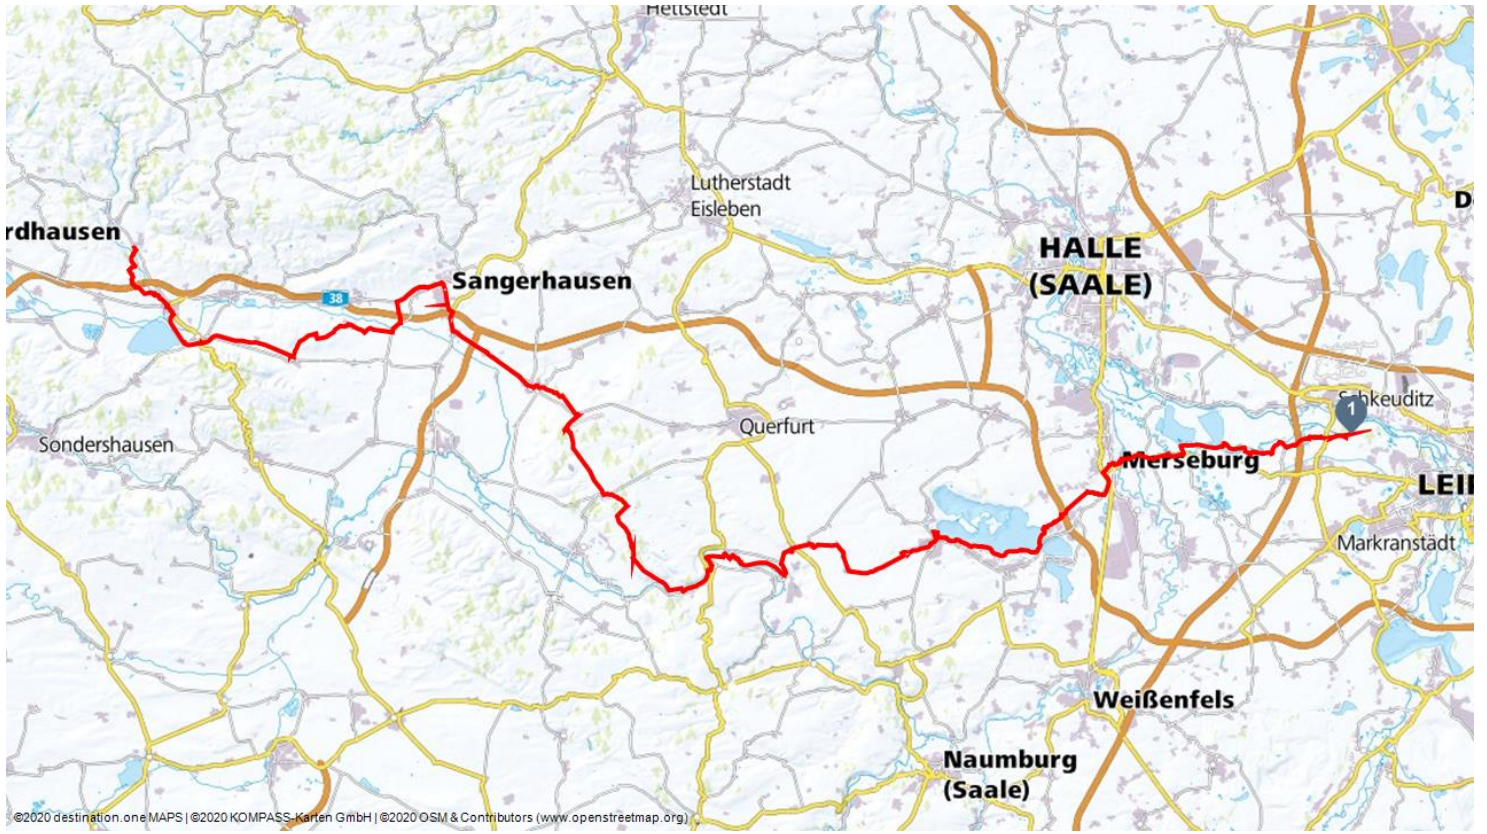 Hettstedt
Lutherstadt
Eisleben
D
rdhausen
HALLE
(SAALE)
Sangerhausen
38
Schkeuditz
1
Querfurt
Sondershausen
Merseburg
LEI
Markranstädt
Weißenfels
Naumburg
(Saale)
©2020 destination.one MAPS | ©2020 KOMPASS-Karten GmbH | ©2020 OSM & Contributors (www.openstreetmap.org)